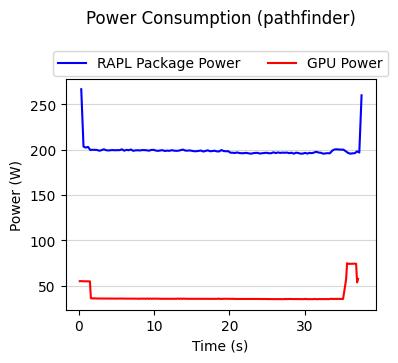 Power Consumption (pathfinder)
RAPL Package Power
GPU Power
250
200
150
100
50
Power (W)
0 10 20 30
Time (s)